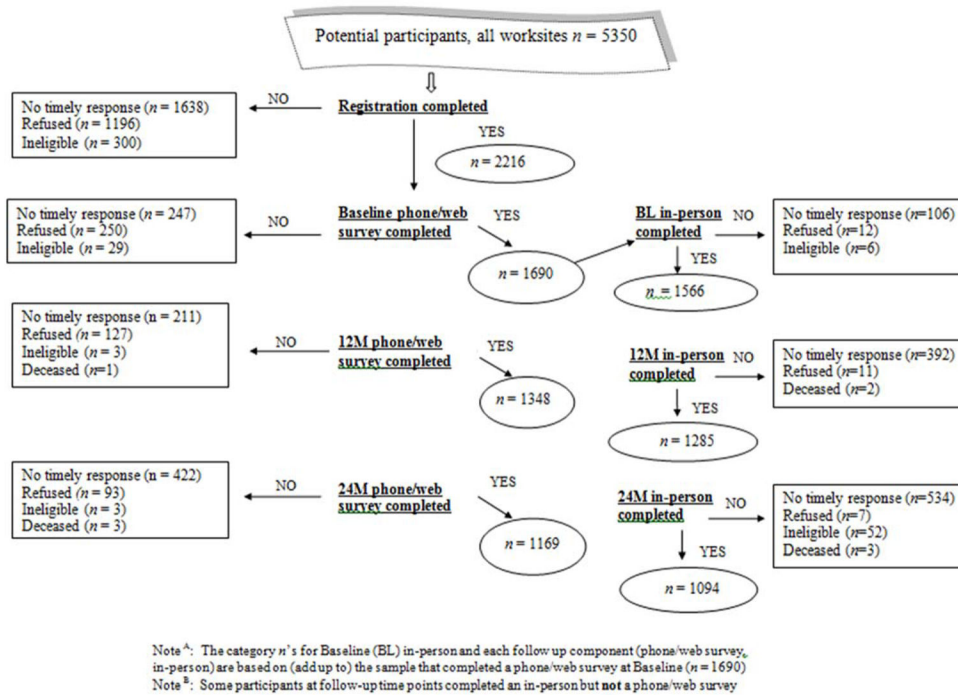 Potential participants, all worksites n = 5350
No timely response (n = 1638)
Refused (n = 1196)
Ineligible (n = 300)
NO
Registration completed
YES
n = 2216
No timely response (n = 247)
Refused (n = 250)
Ineligible (n = 29)
NO
Baseline phone/web
survey completed
YES
n = 1690
BL in-person
completed
NO
YES
n = 1566
No timely response (n=106)
Refused (n=12)
Ineligible (n=6)
No timely response (n = 211)
Refused (n = 127)
Ineligible (n = 3)
Deceased (n=1)
NO
12M phone/web
survey completed
YES
n = 1348
12M in-person
completed
NO
YES
n = 1285
No timely response (n=392)
Refused (n=11)
Deceased (n=2)
No timely response (n = 422)
Refused (n = 93)
Ineligible (n = 3)
Deceased (n = 3)
NO
24M phone/web
survey completed
YES
n = 1169
24M in-person
completed
NO
YES
n = 1094
No timely response (n=534)
Refused (n=7)
Ineligible (n=52)
Deceased (n=3)
Note A: The category n's for Baseline (BL) in-person and each follow up component (phone/web survey,
in-person) are based on (add up to) the sample that completed a phone/web survey at Baseline (n = 1690)
Note B: Some participants at follow-up time points completed an in-person but not a phone/web survey